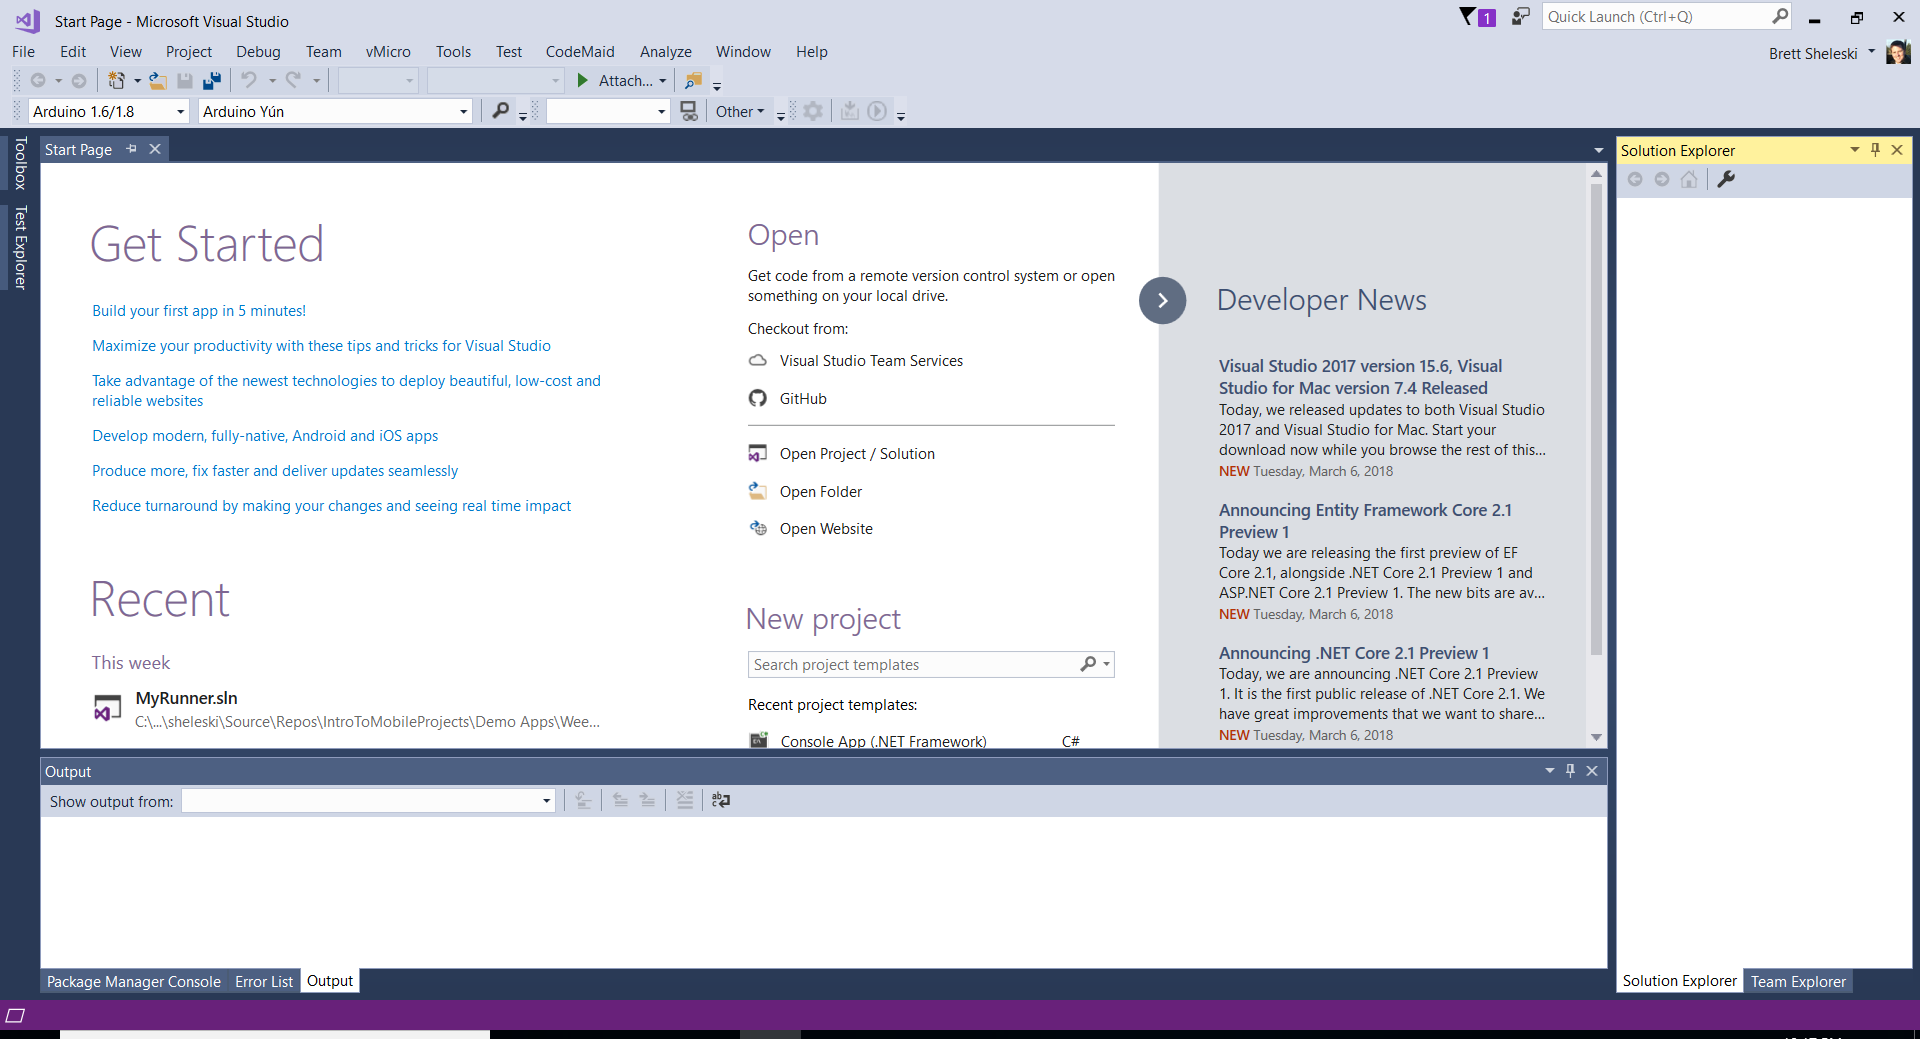 Start Page - Microsoft Visual Studio
1
Quick Launch (Ctrl+Q)
File Edit View Project Debug Team vMicro Tools Test CodeMaid Analyze Window Help
Brett Sheleski
Attach...
Arduino 1.6/1.8
Arduino Yún
Other
Toolbox
Test Explorer
Start Page
Get Started
Build your first app in 5 minutes!
Maximize your productivity with these tips and tricks for Visual Studio
Take advantage of the newest technologies to deploy beautiful, low-cost and
reliable websites
Develop modern, fully-native, Android and iOS apps
Produce more, fix faster and deliver updates seamlessly
Reduce turnaround by making your changes and seeing real time impact
Recent
This week
MyRunner.sln
C:\...\sheleski\Source\Repos\IntroToMobileProjects\Demo Apps\Wee...
Open
Get code from a remote version control system or open
something on your local drive.
Checkout from:
Visual Studio Team Services
GitHub
Open Project / Solution
Open Folder
Open Website
New project
Search project templates
Recent project templates:
Console App (.NET Framework) C#
Developer News
Visual Studio 2017 version 15.6, Visual
Studio for Mac version 7.4 Released
Today, we released updates to both Visual Studio
2017 and Visual Studio for Mac. Start your
download now while you browse the rest of this...
NEW Tuesday, March 6, 2018
Announcing Entity Framework Core 2.1
Preview 1
Today we are releasing the first preview of EF
Core 2.1, alongside .NET Core 2.1 Preview 1 and
ASP.NET Core 2.1 Preview 1. The new bits are av...
NEW Tuesday, March 6, 2018
Announcing .NET Core 2.1 Preview 1
Today, we are announcing .NET Core 2.1 Preview
1. It is the first public release of .NET Core 2.1. We
have great improvements that we want to share...
NEW Tuesday, March 6, 2018
Solution Explorer
Output
Show output from:
Package Manager Console Error List Output
Solution Explorer Team Explorer